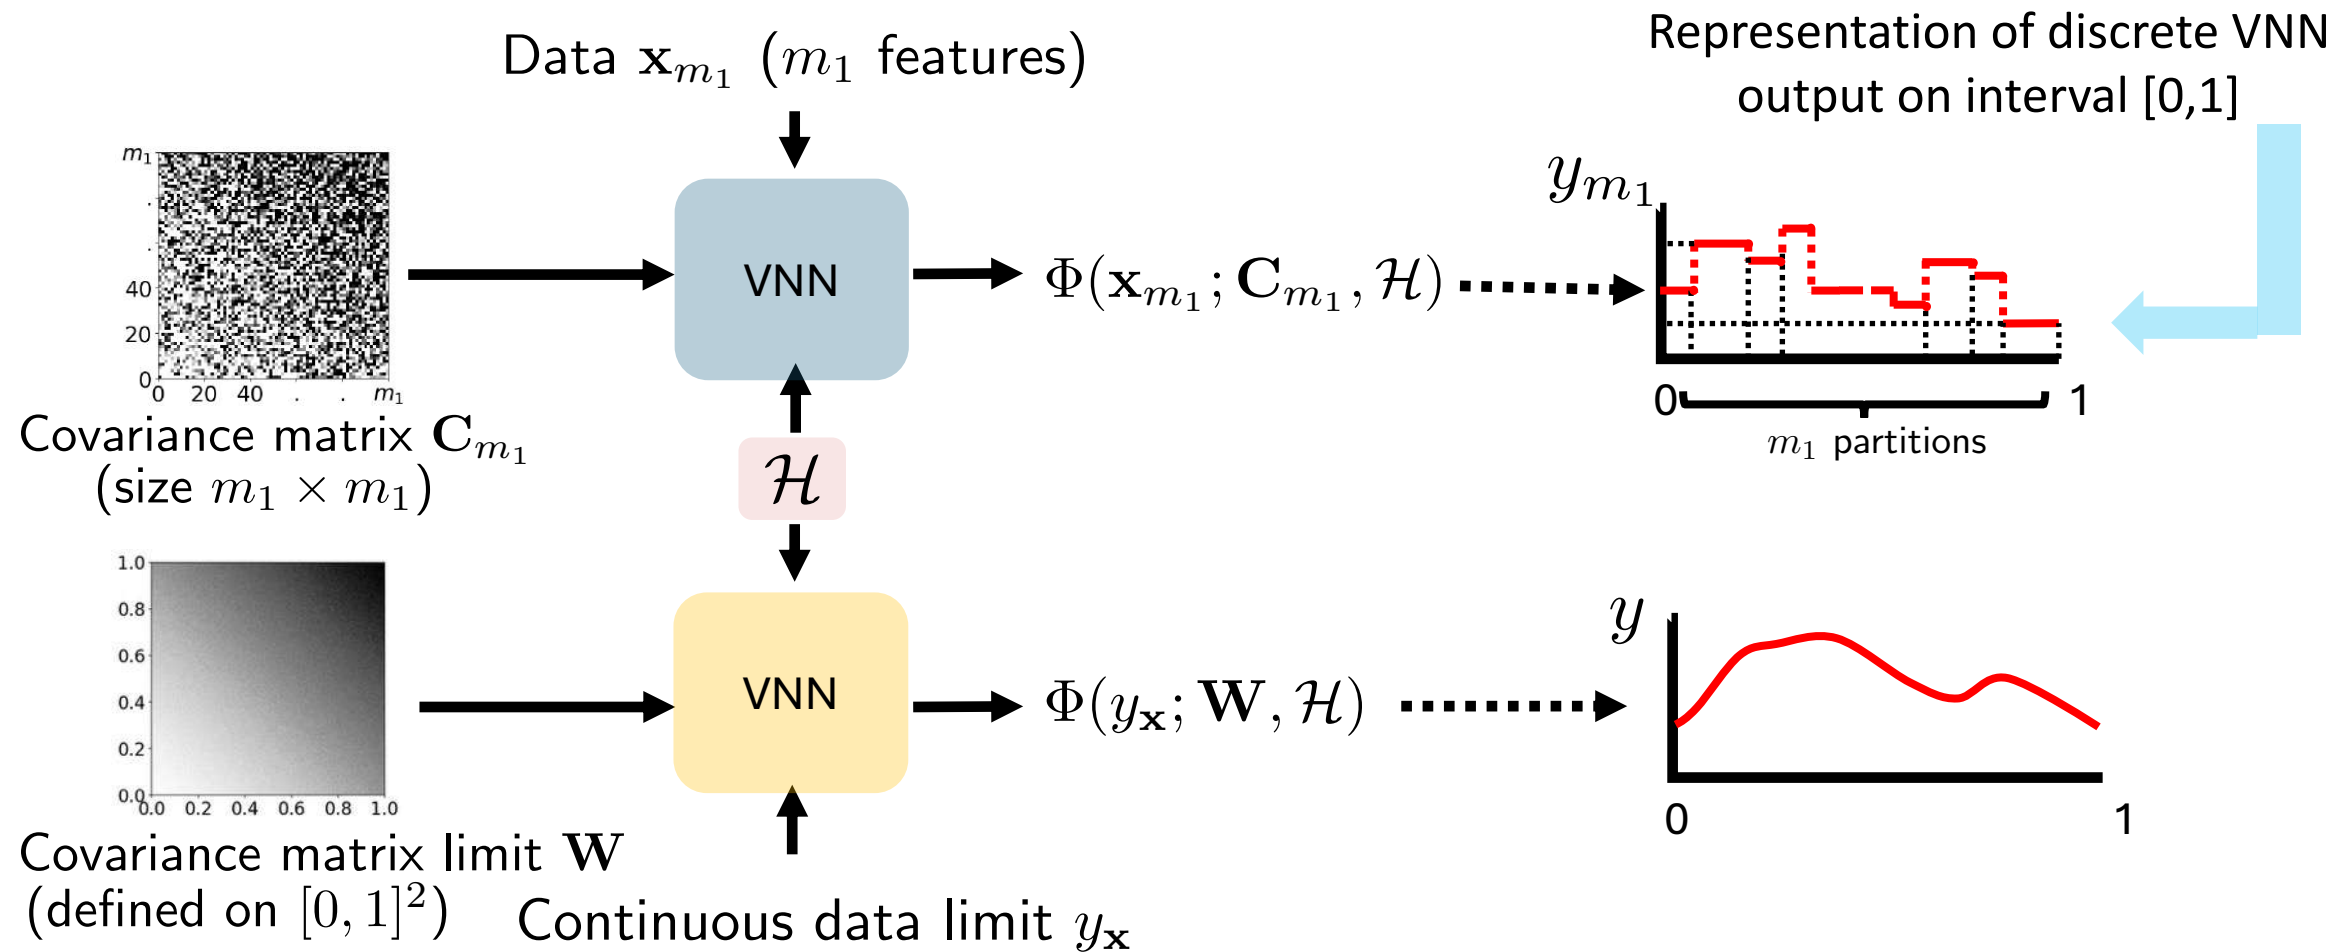 Data 𝐱_{m_1} (m_1 features)
Representation of discrete VNN
output on interval [0,1]
m_1
.
.
40
20
0
0 20 40 . . m_1
Covariance matrix 𝐂_{m_1}
(size m_1 × m_1)
VNN
Φ(𝐱_{m_1}; 𝐂_{m_1}, ℋ)
y_{m_1}
0 1
m_1 partitions
ℋ
1.0
0.8
0.6
0.4
0.2
0.0
0.0 0.2 0.4 0.6 0.8 1.0
Covariance matrix limit 𝐖
(defined on [0, 1]^2)
VNN
Φ(y_𝐱; 𝐖, ℋ)
y
0 1
Continuous data limit y_𝐱